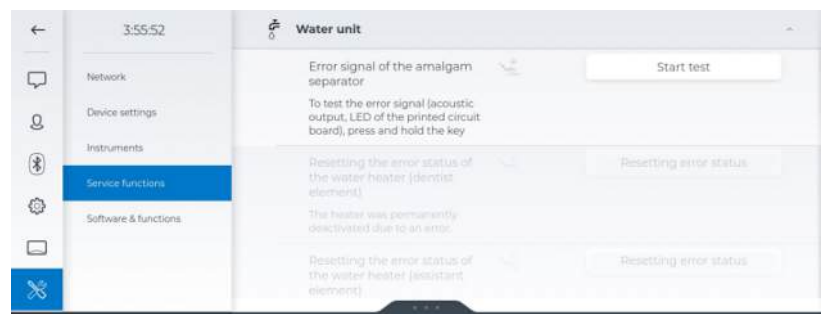 3:55:52
Network
Device settings
Instruments
Service functions
Software & functions
Water unit
Error signal of the amalgam
separator
Start test
To test the error signal (acoustic
output, LED of the printed circuit
board), press and hold the key
Resetting the error status of
the water heater (dentist
element)
Resetting error status
The heater was permanently
deactivated due to an error.
Resetting the error status of
the water heater (assistant
element)
Resetting error status